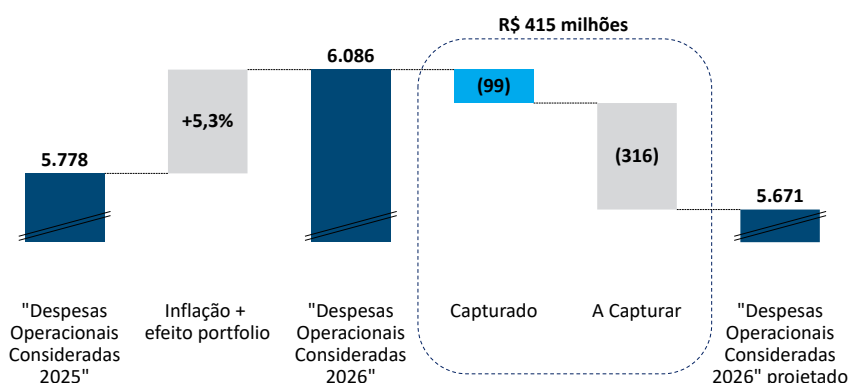 R$ 415 milhões
6.086
(99)
+5,3%
5.778
(316)
5.671
"Despesas
Operacionais
Consideradas
2025"
Inflação +
efeito portfolio
"Despesas
Operacionais
Consideradas
2026"
Capturado
A Capturar
"Despesas
Operacionais
Consideradas
2026" projetado